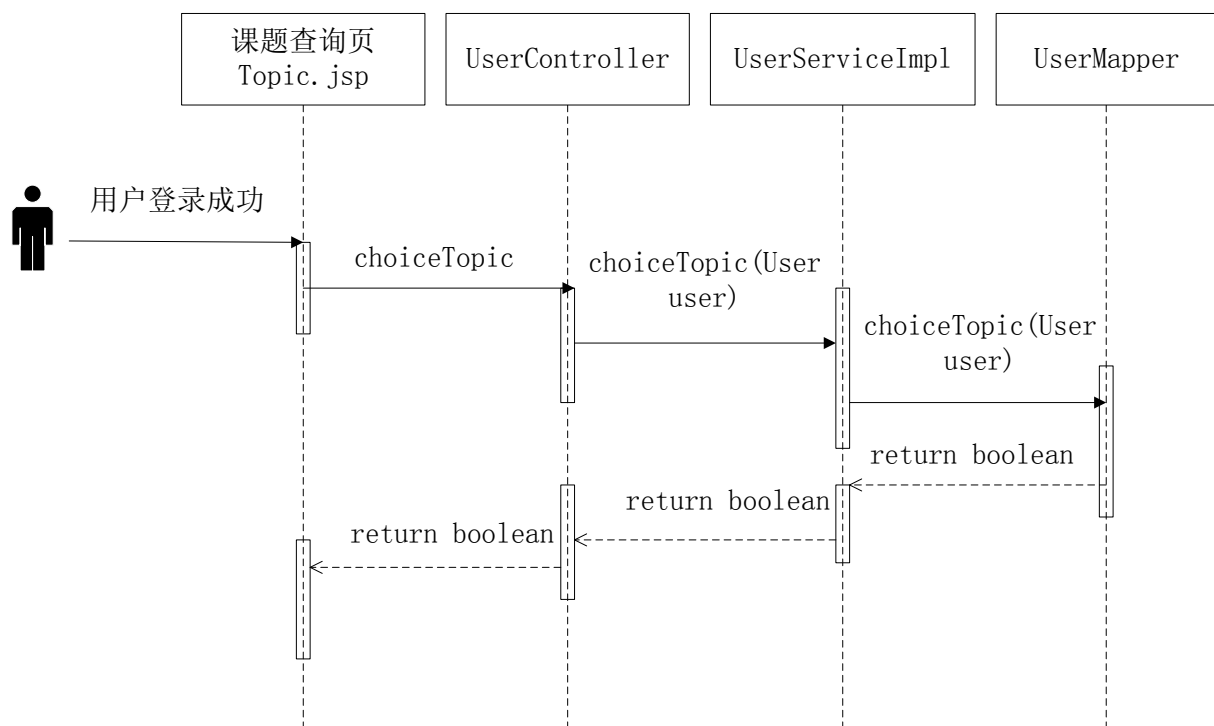 课题查询页
Topic.jsp
UserController
UserServiceImpl
UserMapper
用户登录成功
choiceTopic
choiceTopic(User
user)
choiceTopic(User
user)
return boolean
return boolean
return boolean